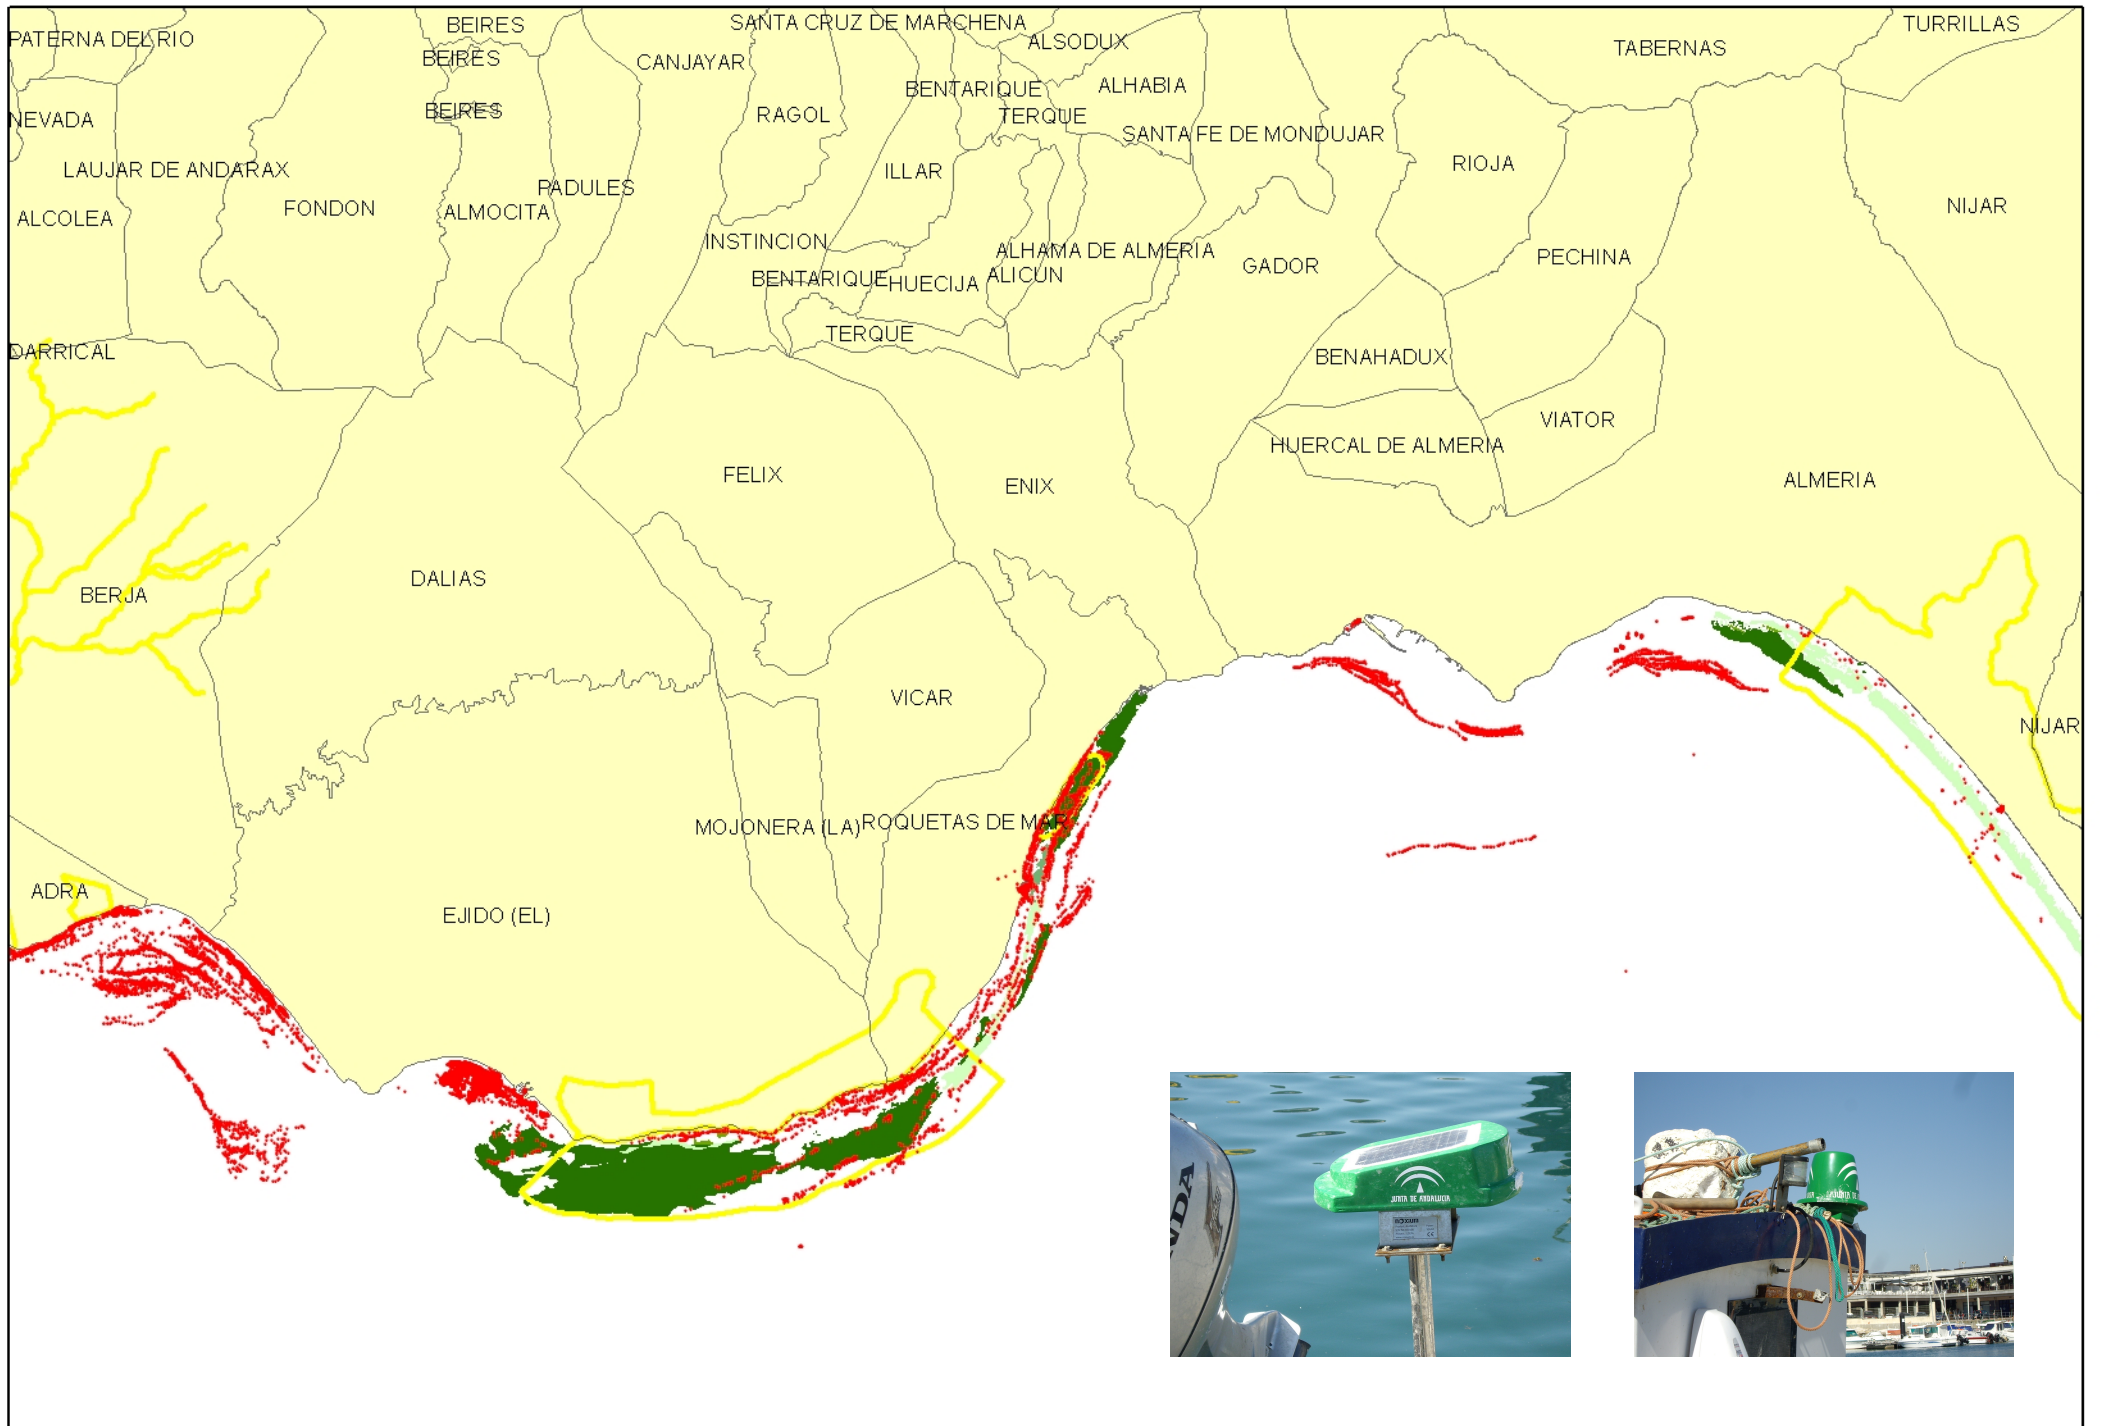 SANTA CRUZ DE MARCHENA
BEIRES
TURRILLAS
PATERNA DEL RIO
ALSODUX
TABERNAS
BEIRES
CANJAYAR
BENTARIQUE
ALHABIA
BEIRES
NEVADA
RAGOL
TERQUE
SANTA FE DE MONDUJAR
LAUJAR DE ANDARAX
ILLAR
RIOJA
PADULES
FONDON
ALMOCITA
NIJAR
ALCOLEA
INSTINCION
ALHAMA DE ALMERIA
PECHINA
GADOR
BENTARIQUE
HUECIJA
ALICUN
TERQUE
DARRICAL
BENAHADUX
VIATOR
HUERCAL DE ALMERIA
FELIX
ENIX
ALMERIA
DALIAS
BERJA
VICAR
NIJAR
MOJONERA (LA)
ROQUETAS DE MAR
ADRA
EJIDO (EL)
NDA
JUNTA DE ANDALUCIA